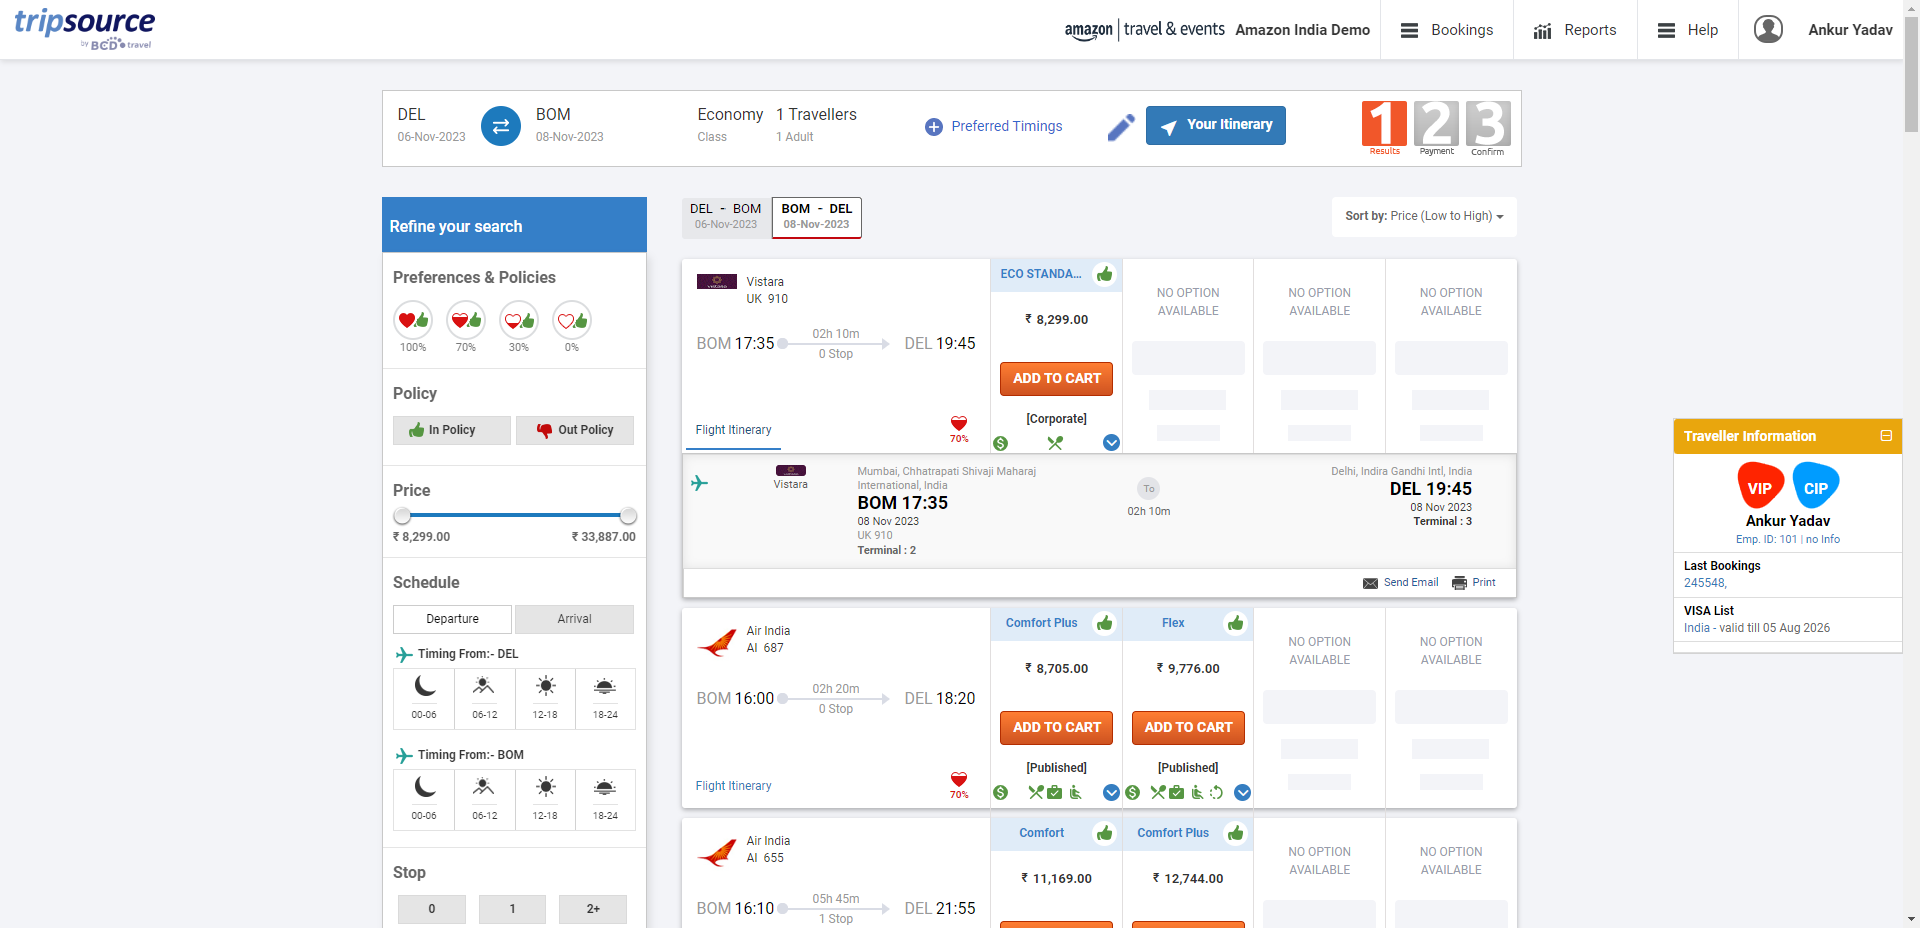 tripsource
by BCD travel
amazon | travel & events
Amazon India Demo
Bookings
Reports
Help
Ankur Yadav
DEL
06-Nov-2023
BOM
08-Nov-2023
Economy
Class
1 Travellers
1 Adult
Preferred Timings
Your Itinerary
1
Results
2
Payment
3
Confirm
Refine your search
Preferences & Policies
100%
70%
30%
0%
Policy
In Policy
Out Policy
Price
₹ 8,299.00
₹ 33,887.00
Schedule
Departure
Arrival
Timing From:- DEL
00-06
06-12
12-18
18-24
Timing From:- BOM
00-06
06-12
12-18
18-24
Stop
0
1
2+
DEL - BOM
06-Nov-2023
BOM - DEL
08-Nov-2023
Sort by: Price (Low to High)
Vistara
UK 910
BOM 17:35
02h 10m
0 Stop
DEL 19:45
Flight Itinerary
70%
ECO STANDA...
₹ 8,299.00
ADD TO CART
[Corporate]
NO OPTION
AVAILABLE
NO OPTION
AVAILABLE
NO OPTION
AVAILABLE
Vistara
Mumbai, Chhatrapati Shivaji Maharaj
International, India
BOM 17:35
08 Nov 2023
UK 910
Terminal : 2
To
02h 10m
Delhi, Indira Gandhi Intl, India
DEL 19:45
08 Nov 2023
Terminal : 3
Send Email
Print
Air India
AI 687
BOM 16:00
02h 20m
0 Stop
DEL 18:20
Flight Itinerary
70%
Comfort Plus
₹ 8,705.00
ADD TO CART
[Published]
Flex
₹ 9,776.00
ADD TO CART
[Published]
NO OPTION
AVAILABLE
NO OPTION
AVAILABLE
Air India
AI 655
BOM 16:10
05h 45m
1 Stop
DEL 21:55
Comfort
₹ 11,169.00
Comfort Plus
₹ 12,744.00
NO OPTION
AVAILABLE
NO OPTION
AVAILABLE
Traveller Information
VIP
CIP
Ankur Yadav
Emp. ID: 101 | no Info
Last Bookings
245548,
VISA List
India - valid till 05 Aug 2026